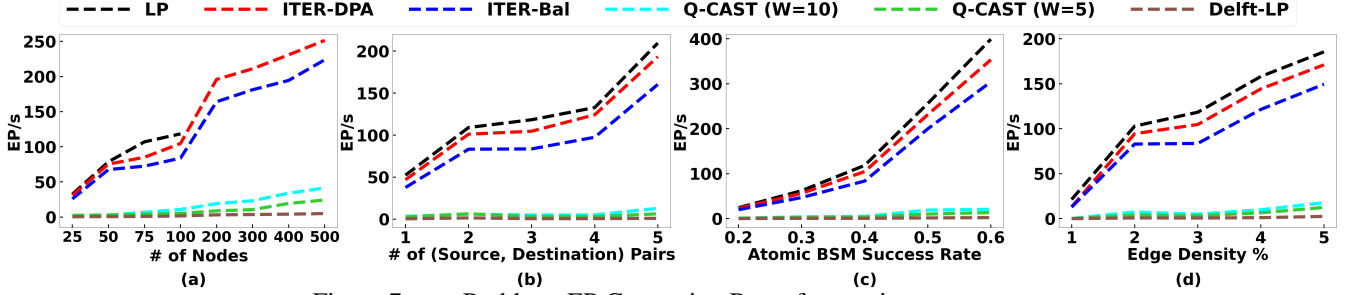 LP ITER-DPA ITER-Bal Q-CAST (W=10) Q-CAST (W=5) Delft-LP
EP/s
250
200
150
100
50
0
25 50 75 100 200 300 400 500
# of Nodes
(a)
EP/s
200
150
100
50
0
1 2 3 4 5
# of (Source, Destination) Pairs
(b)
EP/s
400
300
200
100
0
0.2 0.3 0.4 0.5 0.6
Atomic BSM Success Rate
(c)
EP/s
200
150
100
50
0
1 2 3 4 5
Edge Density %
(d)